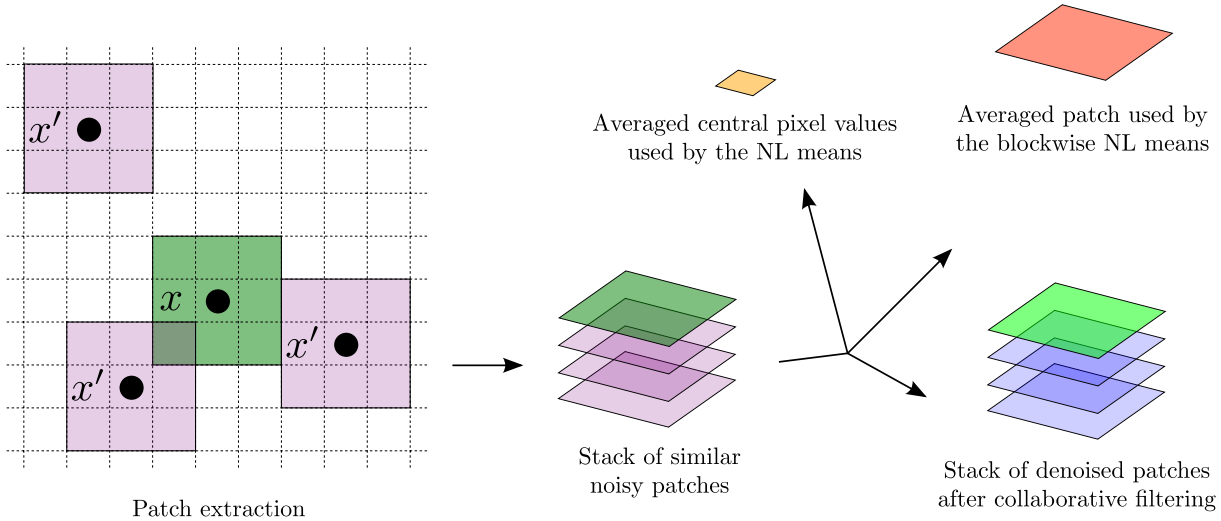 x′
x
x′
x′
Patch extraction
Stack of similar
noisy patches
Averaged central pixel values
used by the NL means
Averaged patch used by
the blockwise NL means
Stack of denoised patches
after collaborative filtering